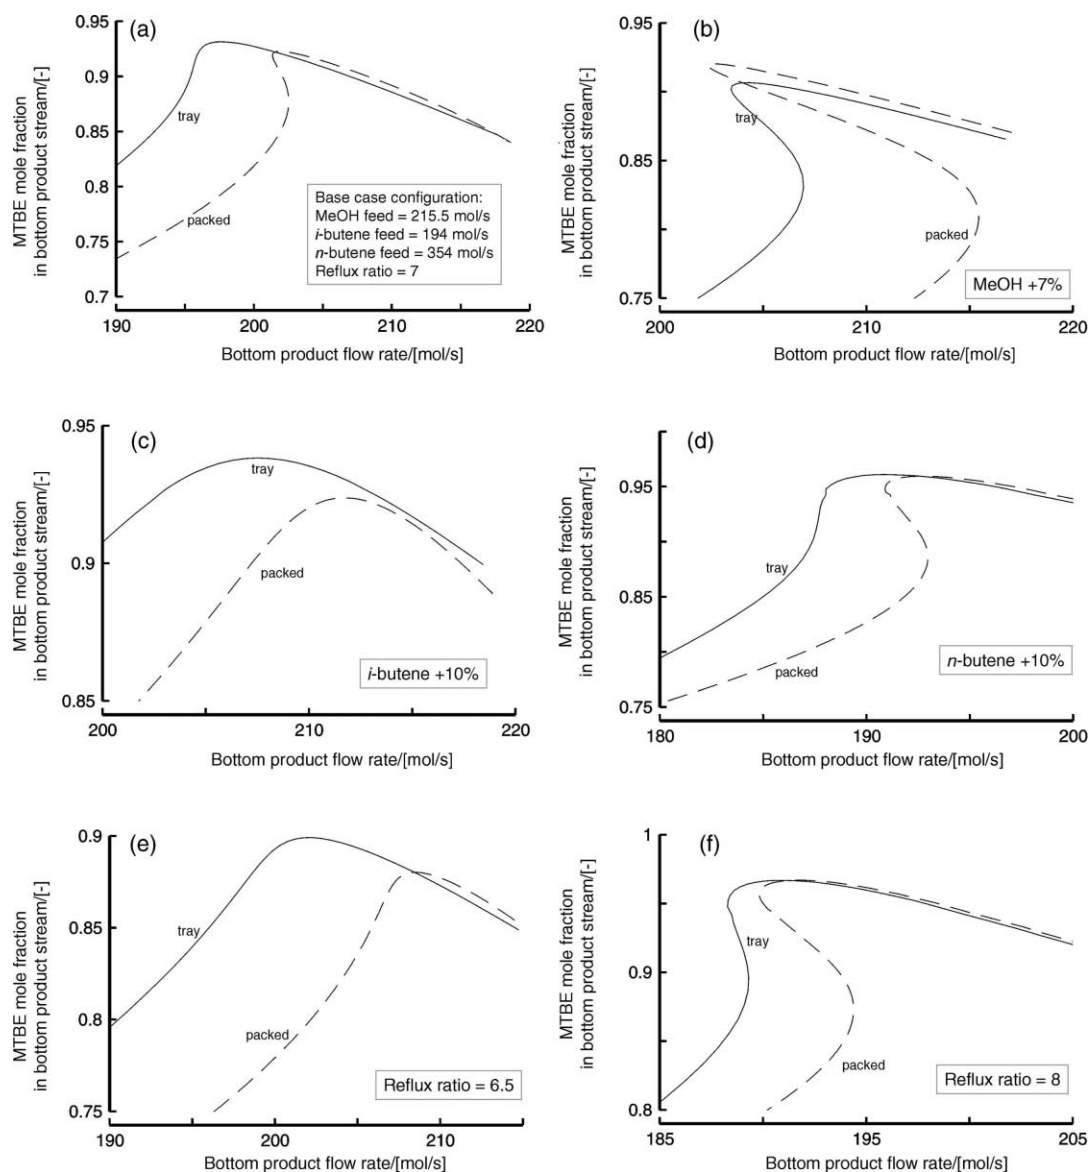 (a)
MTBE mole fraction
in bottom product stream/[-]
0.95
0.9
0.85
0.8
0.75
0.7
tray
packed
Base case configuration:
MeOH feed = 215.5 mol/s
i-butene feed = 194 mol/s
n-butene feed = 354 mol/s
Reflux ratio = 7
190
200
210
220
Bottom product flow rate/[mol/s]
(b)
MTBE mole fraction
in bottom product stream/[-]
0.95
0.85
0.75
tray
packed
MeOH +7%
200
210
220
Bottom product flow rate/[mol/s]
(c)
MTBE mole fraction
in bottom product stream/[-]
0.95
0.9
0.85
tray
packed
i-butene +10%
200
210
220
Bottom product flow rate/[mol/s]
(d)
MTBE mole fraction
in bottom product stream/[-]
0.95
0.85
0.75
tray
packed
n-butene +10%
180
190
200
Bottom product flow rate/[mol/s]
(e)
MTBE mole fraction
in bottom product stream/[-]
0.9
0.85
0.8
0.75
tray
packed
Reflux ratio = 6.5
190
200
210
Bottom product flow rate/[mol/s]
(f)
MTBE mole fraction
in bottom product stream/[-]
1
0.9
0.8
tray
packed
Reflux ratio = 8
185
195
205
Bottom product flow rate/[mol/s]